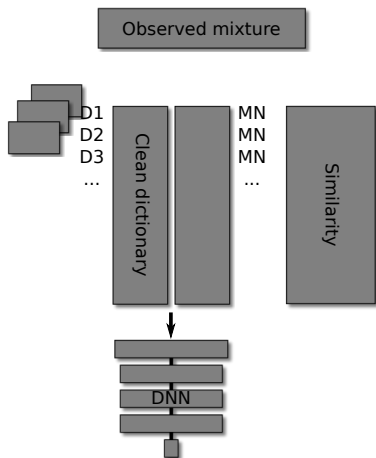 Observed mixture
D1
D2
D3
...
Clean dictionary
MN
MN
MN
...
Similarity
DNN